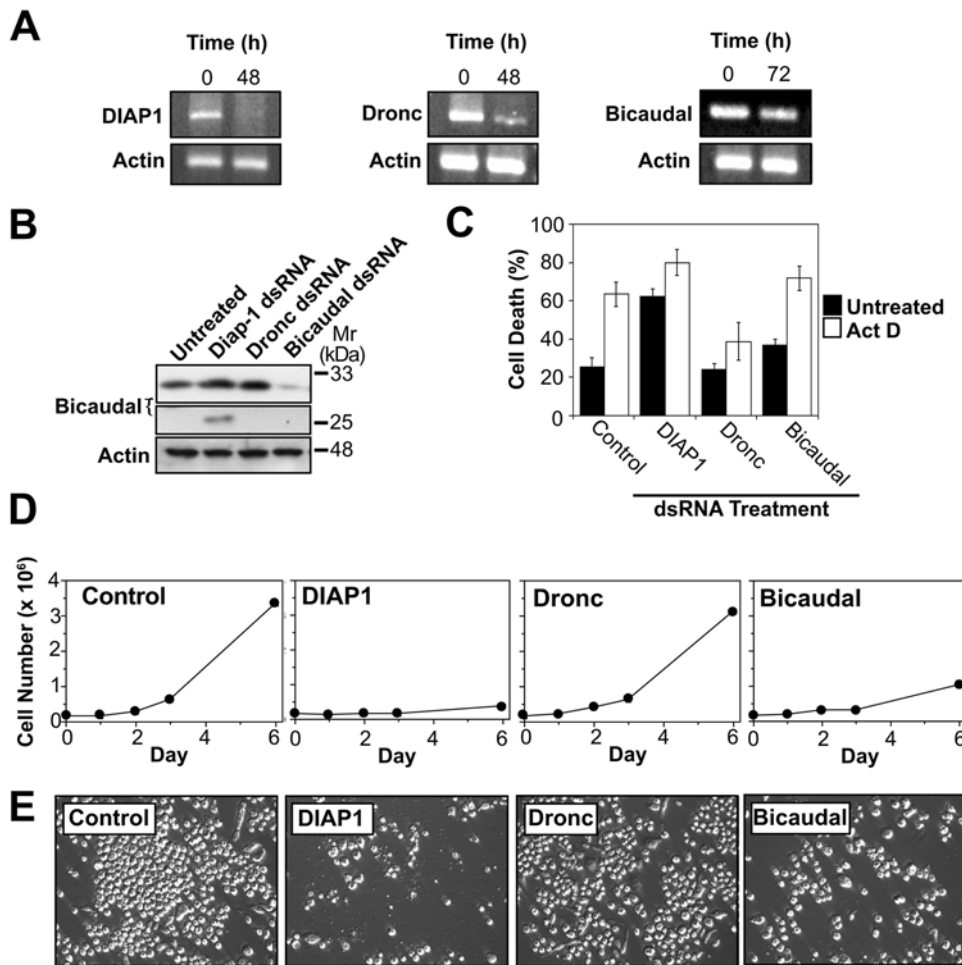 A
Time (h)
0 48
DIAP1
Actin
Time (h)
0 48
Dronc
Actin
Time (h)
0 72
Bicaudal
Actin
B
Untreated
Diap-1 dsRNA
Dronc dsRNA
Bicaudal dsRNA
Mr
(kDa)
Bicaudal{
33
25
Actin
48
C
Cell Death (%)
100
80
60
40
20
0
Control
DIAP1
Dronc
Bicaudal
dsRNA Treatment
Untreated
Act D
D
Cell Number (x 10⁶)
4
3
2
1
0
Control
0 2 4 6
Day
DIAP1
0 2 4 6
Day
Dronc
0 2 4 6
Day
Bicaudal
0 2 4 6
Day
E
Control
DIAP1
Dronc
Bicaudal